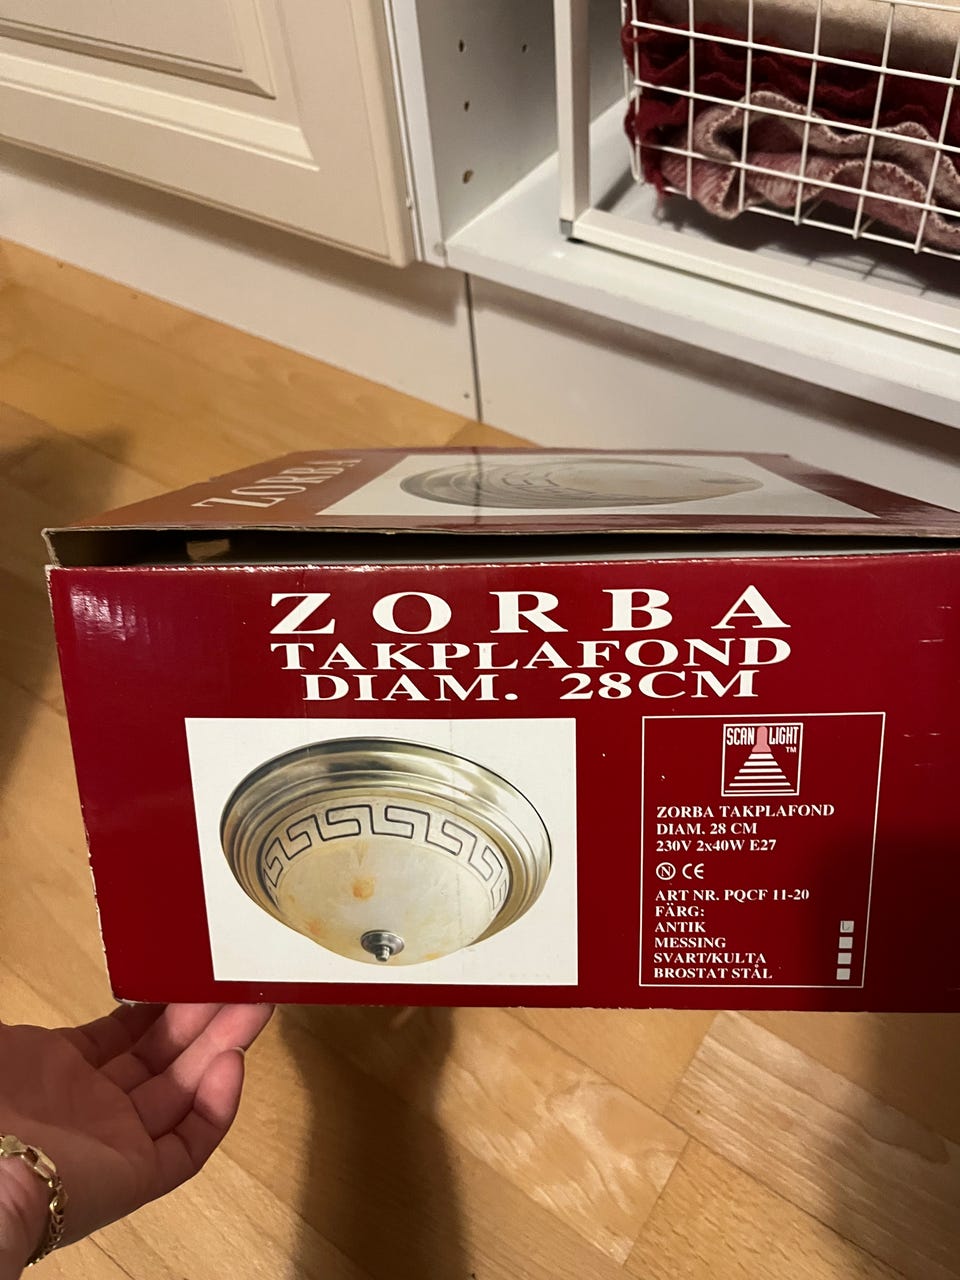 ZORBA
ZORBA
TAKPLAFOND
DIAM. 28CM
SCAN LIGHT
TM
ZORBA TAKPLAFOND
DIAM. 28 CM
230V 2x40W E27
N CE
ART NR. PQCF 11-20
FÄRG:
ANTIK
MESSING
SVART/KULTA
BROSTAT STÅL